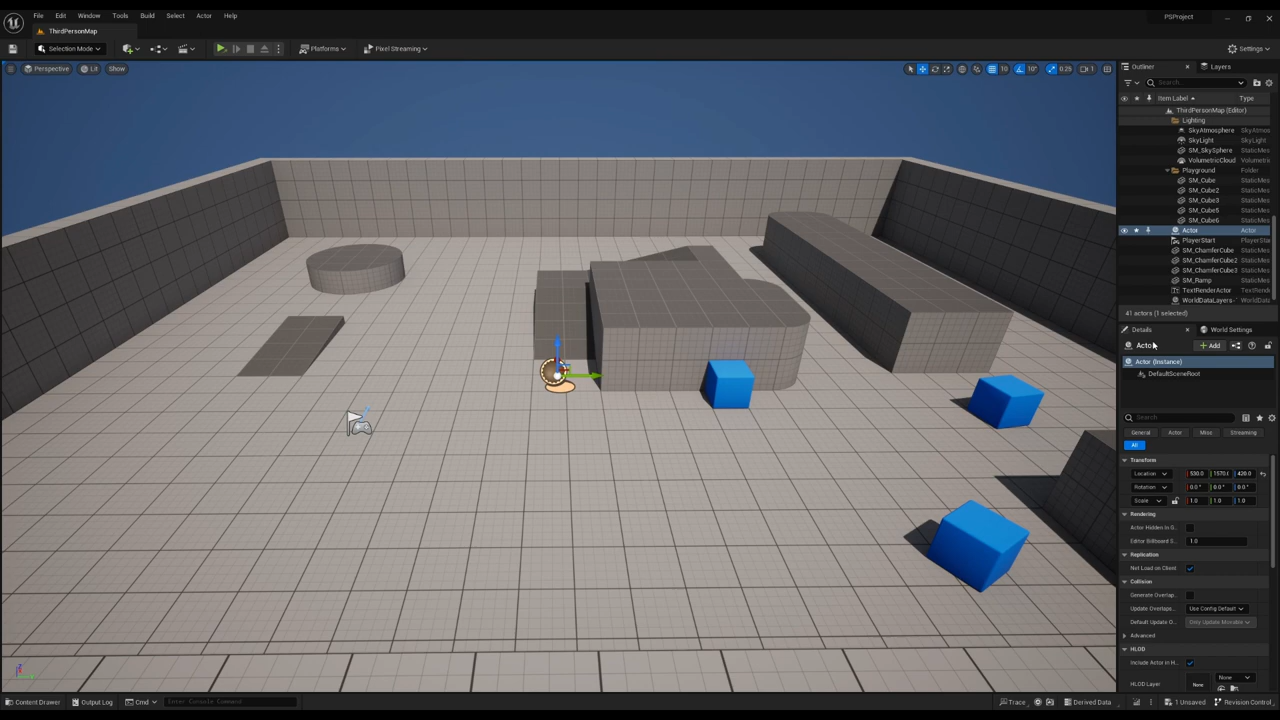 File Edit Window Tools Build Select Actor Help
PSProject
ThirdPersonMap
Selection Mode
Platforms
Pixel Streaming
Settings
Perspective Lit Show
10 10° 0.25 1
Outliner Layers
Search...
Item Label Type
ThirdPersonMap (Editor)
Lighting
SkyAtmosphere SkyAtmos
SkyLight SkyLight
SM_SkySphere StaticMes
VolumetricCloud Volumetric
Playground Folder
SM_Cube StaticMes
SM_Cube2 StaticMes
SM_Cube3 StaticMes
SM_Cube5 StaticMes
SM_Cube6 StaticMes
Actor Actor
PlayerStart PlayerSta
SM_ChamferCube StaticMes
SM_ChamferCube2 StaticMes
SM_ChamferCube3 StaticMes
SM_Ramp StaticMes
TextRenderActor TextRend
WorldDataLayers- WorldData
41 actors (1 selected)
Details World Settings
Actor Add
Actor (Instance)
DefaultSceneRoot
Search
General Actor Misc Streaming
All
Transform
Location 530.0 1570.( 420.0
Rotation 0.0 ° 0.0 ° 0.0 °
Scale 1.0 1.0 1.0
Rendering
Actor Hidden In G...
Editor Billboard S... 1.0
Replication
Net Load on Client
Collision
Generate Overlap...
Update Overlaps... Use Config Default
Default Update O... Only Update Movable
Advanced
HLOD
Include Actor in H...
HLOD Layer None None
Content Drawer Output Log Cmd Enter Console Command
Trace Derived Data 1 Unsaved Revision Control